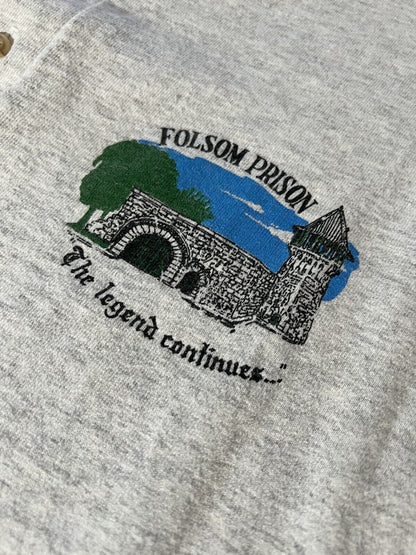 FOLSOM PRISON
The legend continues..."